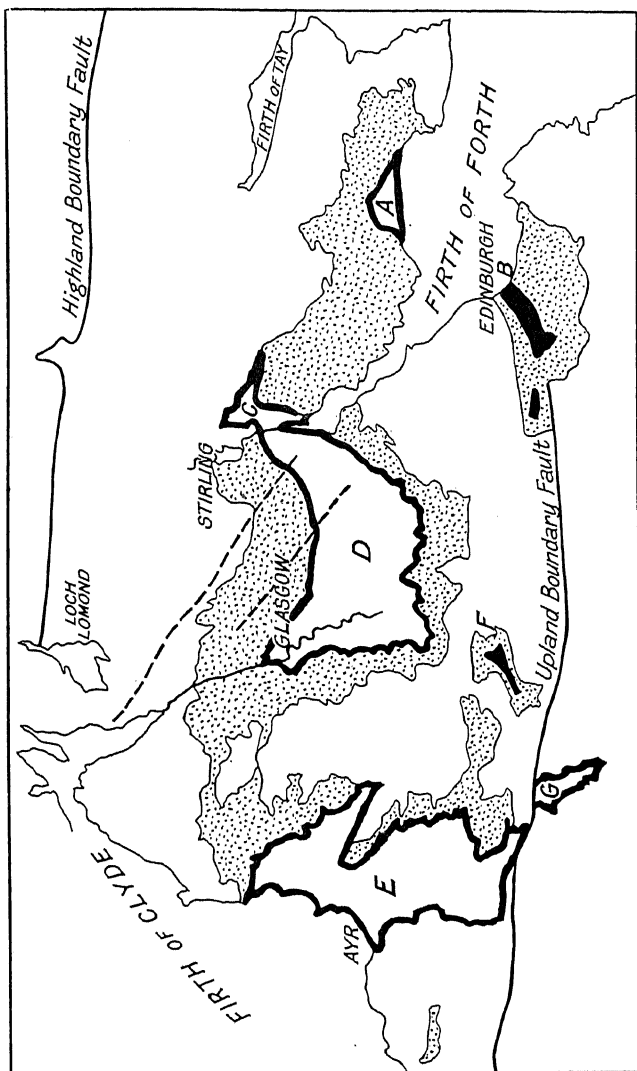 Highland Boundary Fault
FIRTH OF TAY
A
FIRTH OF FORTH
EDINBURGH
B
C
STIRLING
LOCH
LOMOND
GLASGOW
D
Upland Boundary Fault
F
G
E
AYR
FIRTH OF CLYDE